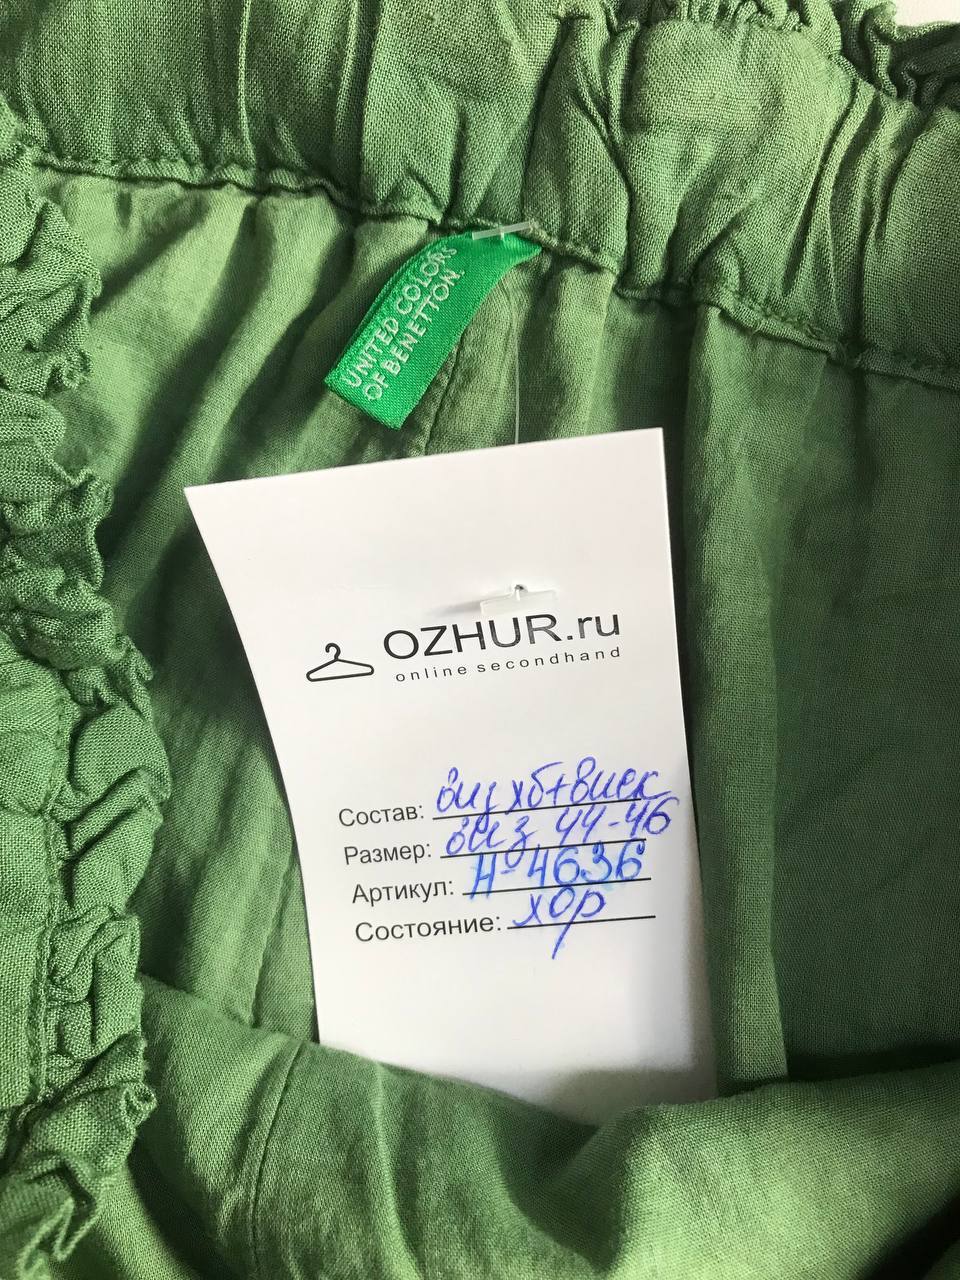 UNITED COLORS
OF BENETTON.
OZHUR.ru
online secondhand
Состав: виз хб+виск
Размер: виз 44-46
Артикул: Н-4636
Состояние: хор